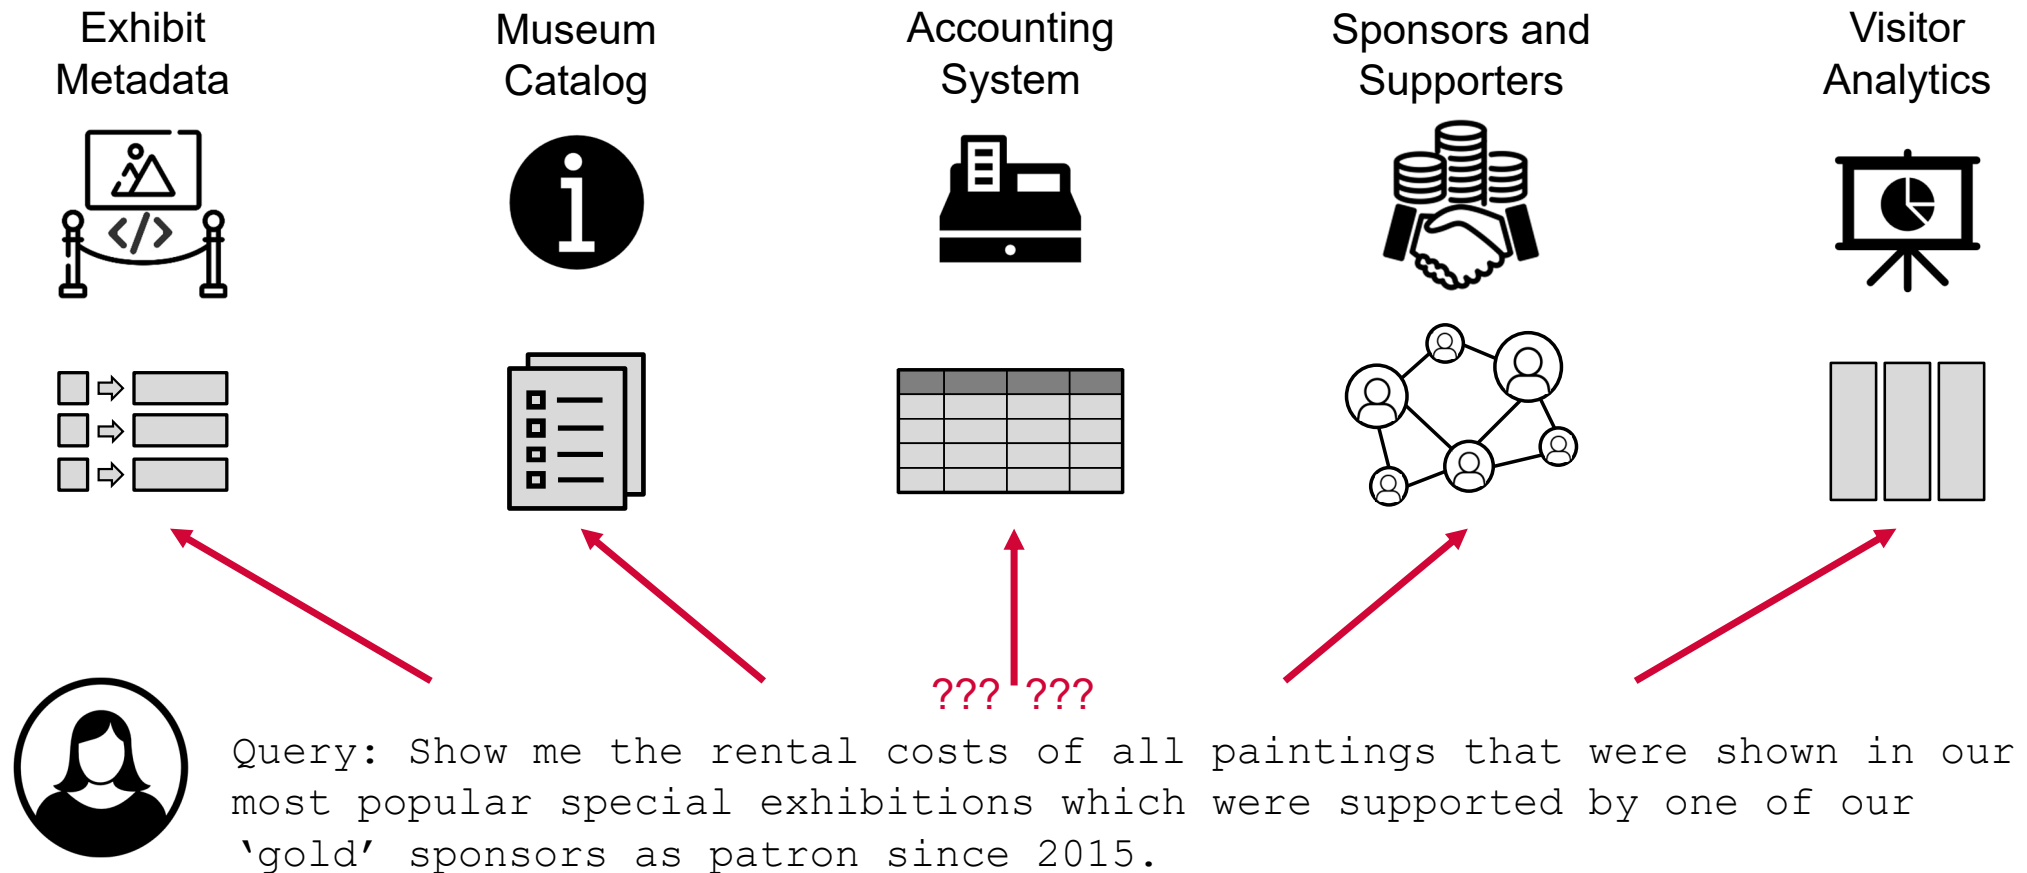 Exhibit
Metadata
Museum
Catalog
Accounting
System
Sponsors and
Supporters
Visitor
Analytics
</>
??? ???
Query: Show me the rental costs of all paintings that were shown in our
most popular special exhibitions which were supported by one of our
‘gold’ sponsors as patron since 2015.